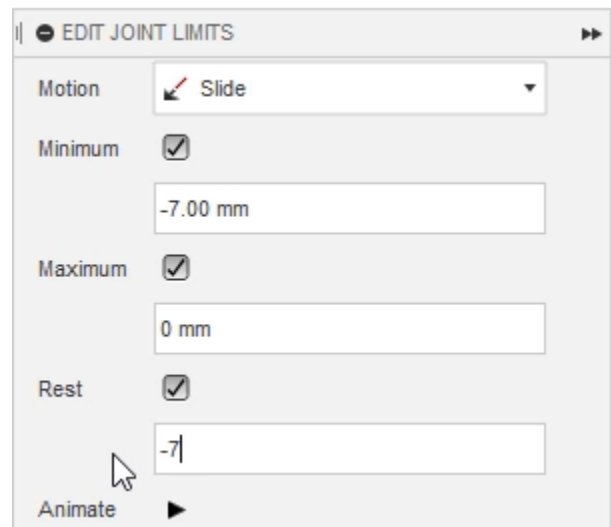 EDIT JOINT LIMITS
Motion Slide
Minimum
-7.00 mm
Maximum
0 mm
Rest
-7
Animate